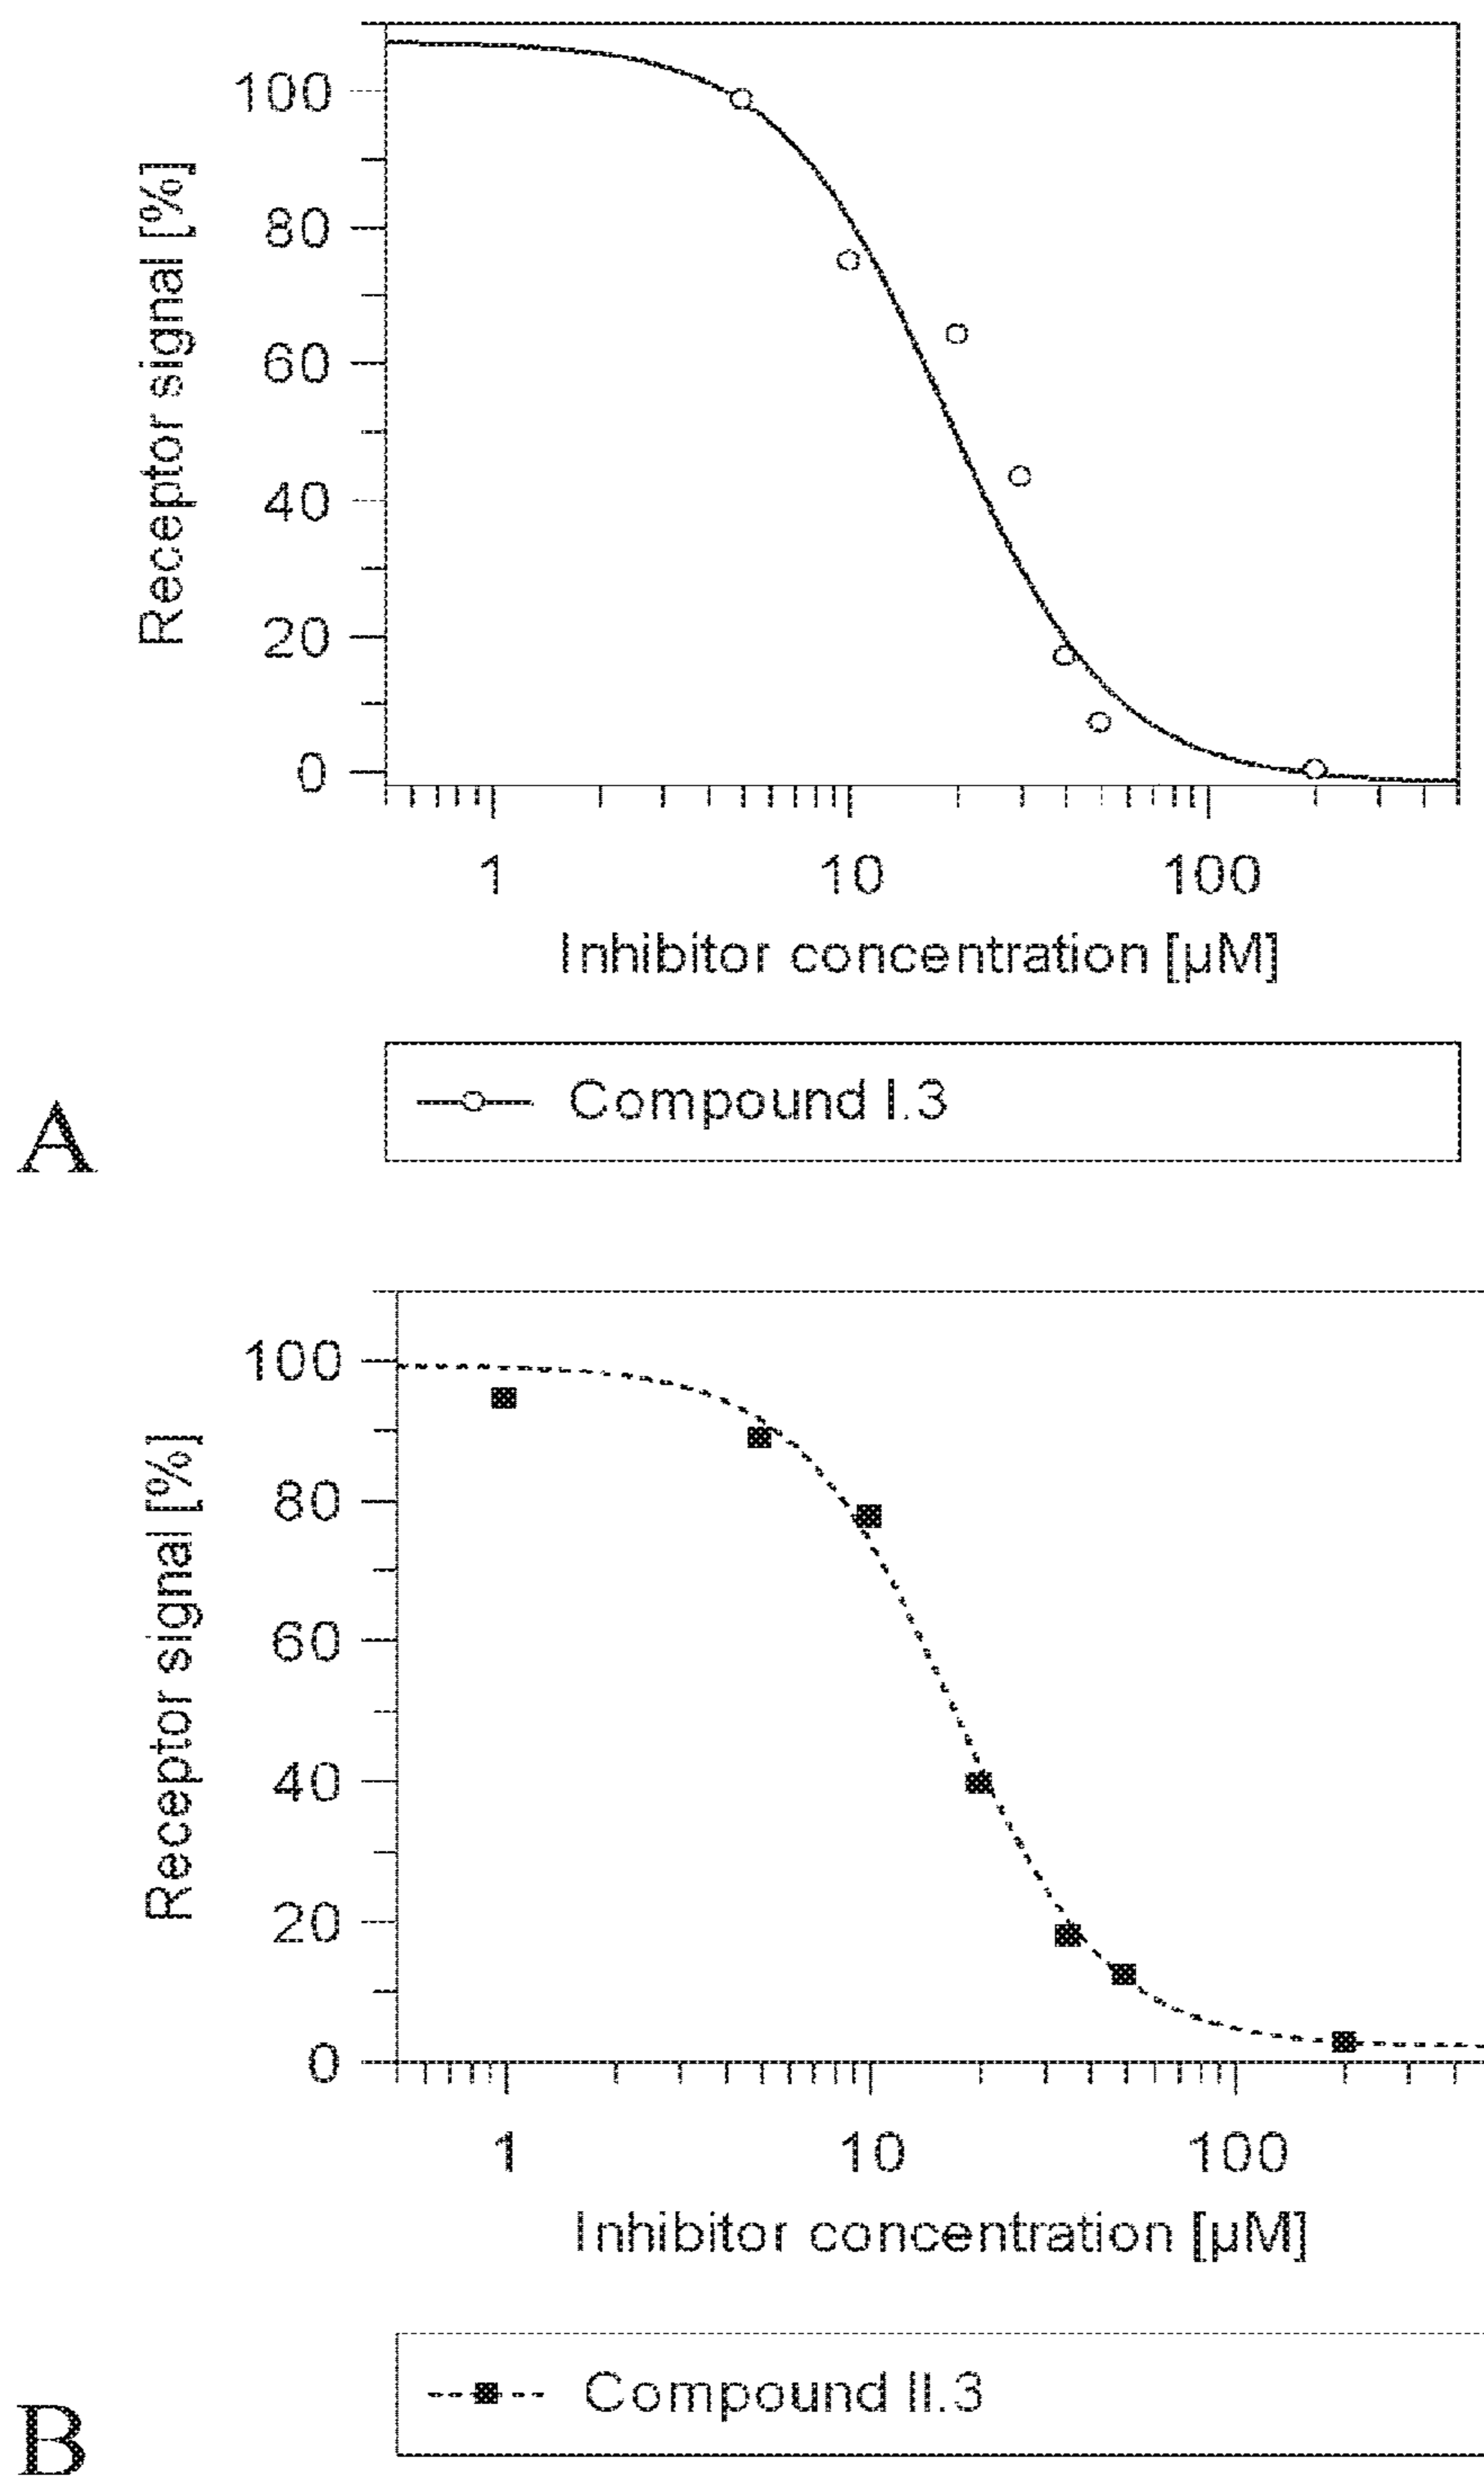 Receptor signal [%]
100
80
60
40
20
0
1 10 100
Inhibitor concentration [µM]
Compound I.3
A
Receptor signal [%]
100
80
60
40
20
0
1 10 100
Inhibitor concentration [µM]
Compound II.3
B